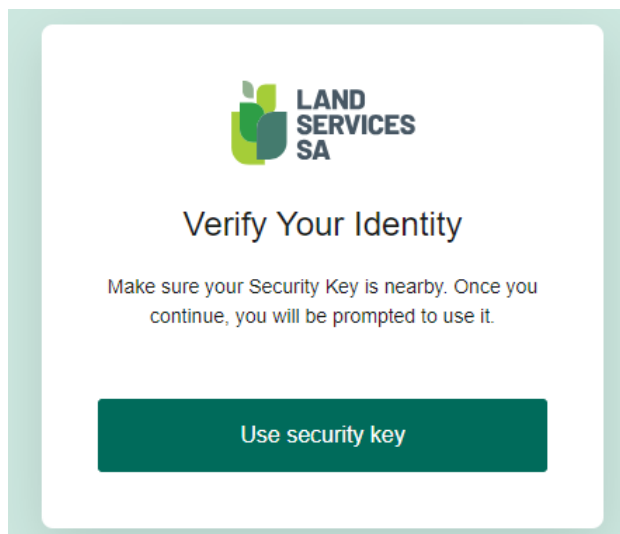 LAND
SERVICES
SA
Verify Your Identity
Make sure your Security Key is nearby. Once you
continue, you will be prompted to use it.
Use security key